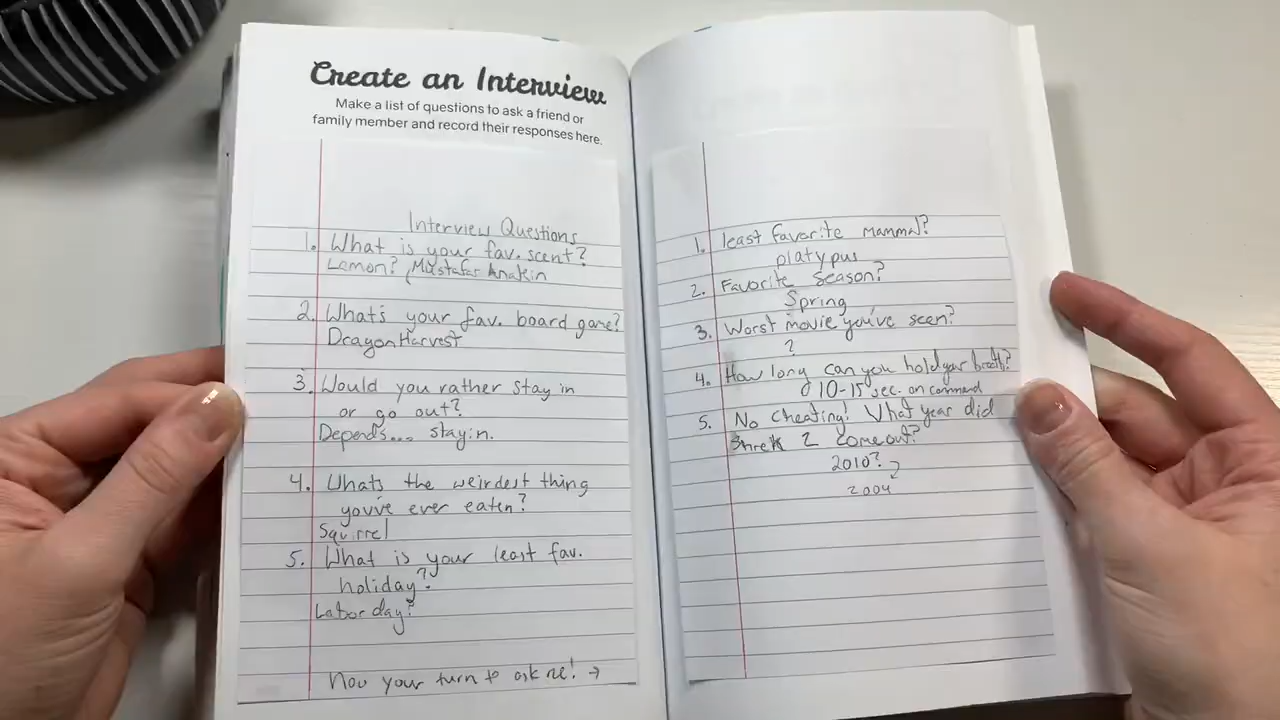 Create an Interview
Make a list of questions to ask a friend or
family member and record their responses here.
Interview Questions
1. What is your fav. scent?
Lemon? Mustafar Anakin
2. What's your fav. board game?
Dragon Harvest
3. Would you rather stay in
or go out?
Depends... stay in.
4. Whats the weirdest thing
you've ever eaten?
Squirrel
5. What is your least fav.
holiday?
Labor day?
Now your turn to ask me! →
1. least favorite mammal?
platypus
2. Favorite season?
Spring
3. Worst movie you've seen?
?
4. How long can you hold your breath?
10-15 sec. on command
5. No cheating! What year did
Shrek 2 come out?
2010?
2004